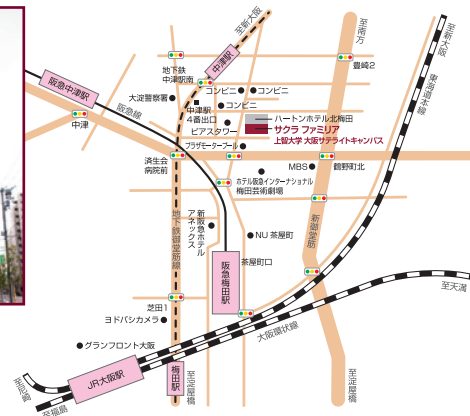 至新大阪
至南方
至新大阪
東海道本線
豊崎2
地下鉄
中津駅南
中津駅
阪急中津駅
阪急線
中津
大淀警察署
コンビニ
コンビニ
コンビニ
中津駅
4番出口
ピアスタワー
ハートンホテル北梅田
サクラ ファミリア
上智大学 大阪サテライトキャンパス
プラザモータープール
済生会
病院前
MBS
鶴野町北
ホテル阪急インターナショナル
梅田芸術劇場
新御堂筋
地下鉄御堂筋線
新阪急ホテル
アネックス
NU 茶屋町
茶屋町口
阪急梅田駅
至天満
芝田1
ヨドバシカメラ
大阪環状線
グランフロント大阪
JR大阪駅
梅田駅
至尼崎
至福島
至淀屋橋
至淀屋橋